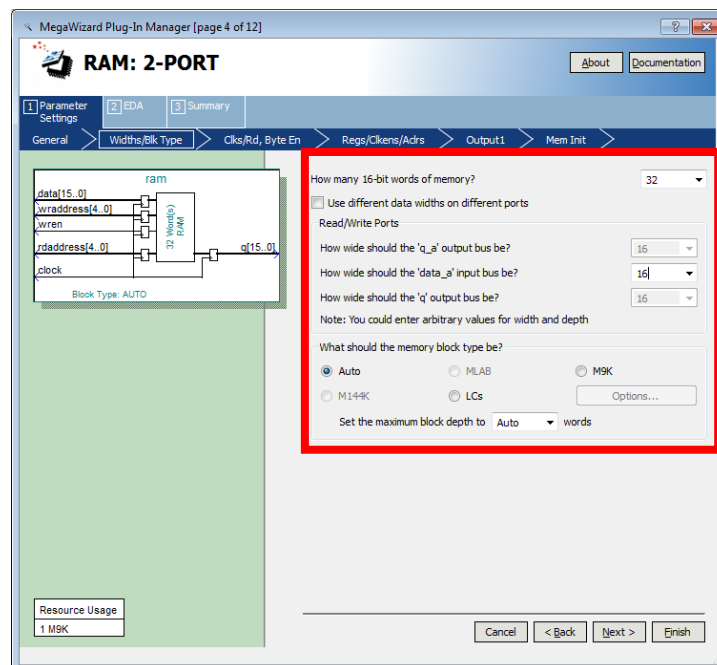 MegaWizard Plug-In Manager [page 4 of 12]
RAM: 2-PORT
About
Documentation
1 Parameter Settings
2 EDA
3 Summary
General
Widths/Blk Type
Clks/Rd, Byte En
Regs/Clkens/Adrs
Output1
Mem Init
ram
data[15..0]
wraddress[4..0]
wren
rdaddress[4..0]
clock
32 Word(s)
RAM
q[15..0]
Block Type: AUTO
How many 16-bit words of memory?
32
Use different data widths on different ports
Read/Write Ports
How wide should the 'q_a' output bus be?
16
How wide should the 'data_a' input bus be?
16
How wide should the 'q' output bus be?
16
Note: You could enter arbitrary values for width and depth
What should the memory block type be?
Auto
MLAB
M9K
M144K
LCs
Options...
Set the maximum block depth to
Auto
words
Resource Usage
1 M9K
Cancel
< Back
Next >
Finish